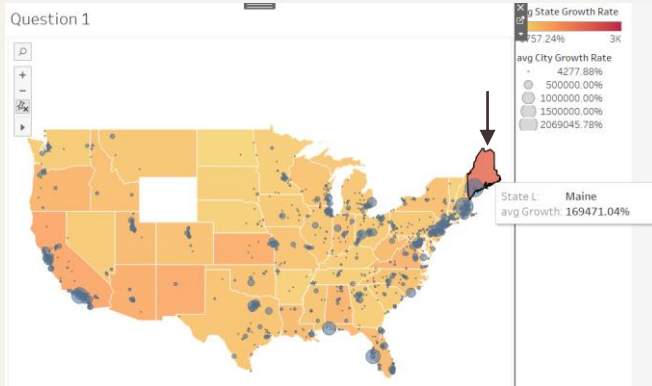 Question 1
g State Growth Rate
757.24% 3K
avg City Growth Rate
4277.88%
500000.00%
1000000.00%
1500000.00%
2069045.78%
State L: Maine
avg Growth: 169471.04%